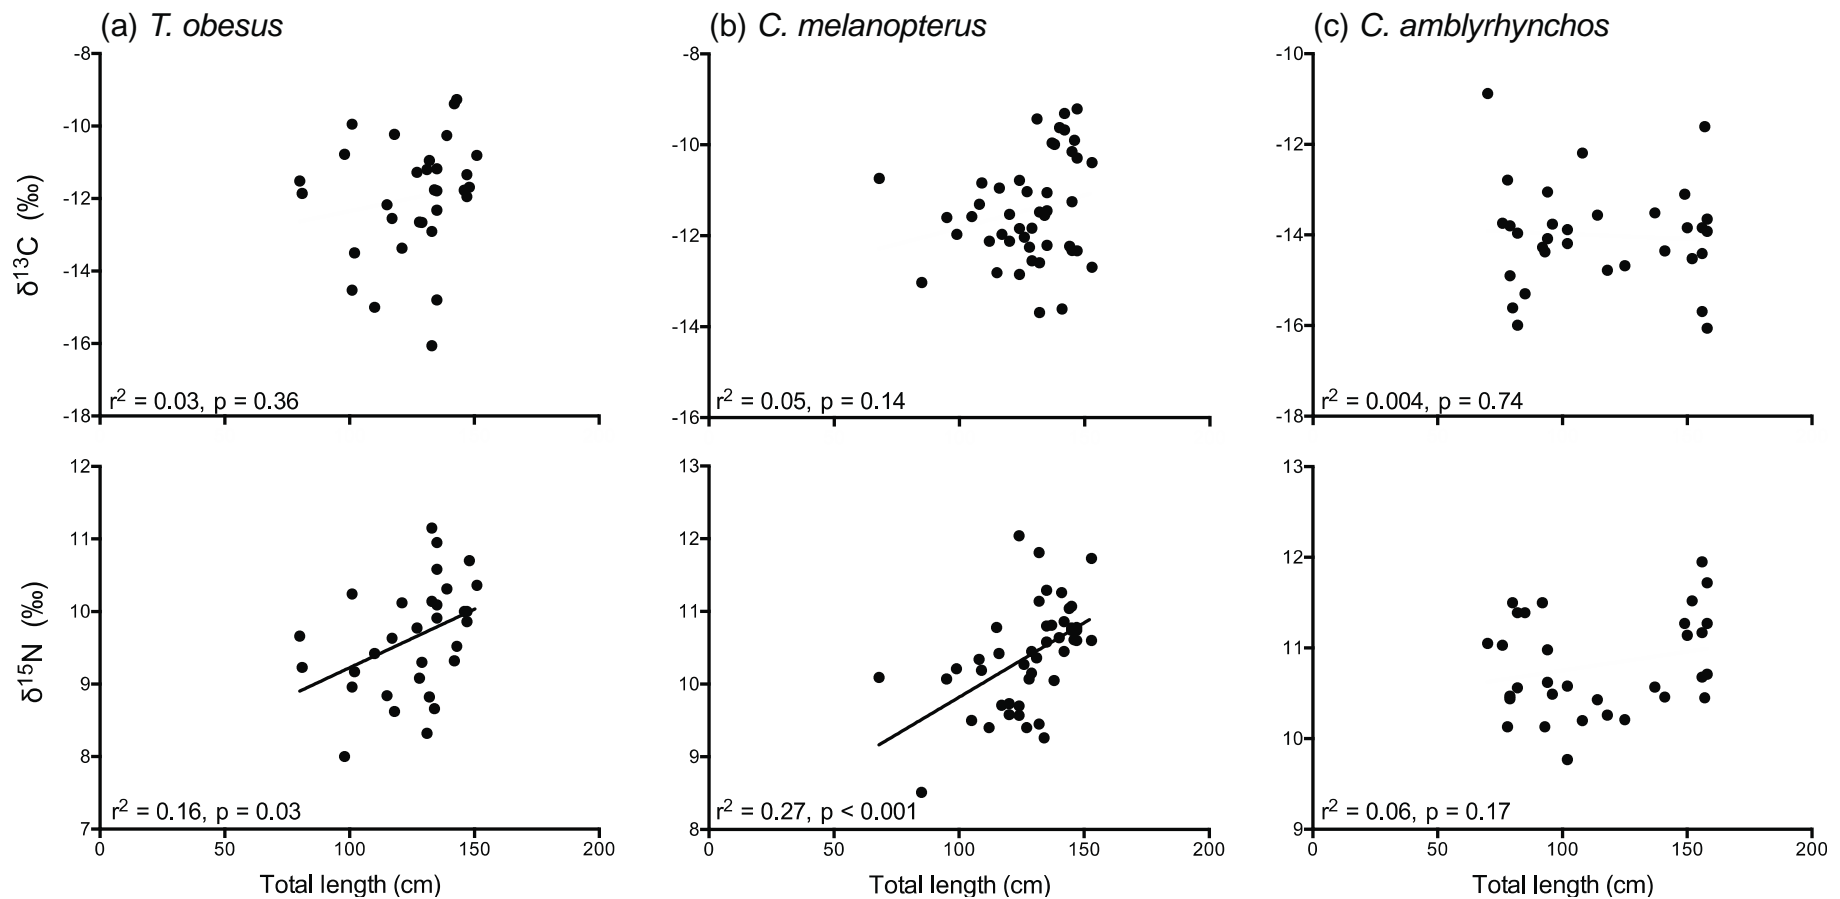 (a) T. obesus
(b) C. melanopterus
(c) C. amblyrhynchos
δ13C (‰)
-8
-10
-12
-14
-16
-18
r2 = 0.03, p = 0.36
-8
-10
-12
-14
-16
r2 = 0.05, p = 0.14
-10
-12
-14
-16
-18
r2 = 0.004, p = 0.74
δ15N (‰)
12
11
10
9
8
7
r2 = 0.16, p = 0.03
0 50 100 150 200
Total length (cm)
13
12
11
10
9
8
r2 = 0.27, p < 0.001
0 50 100 150 200
Total length (cm)
13
12
11
10
9
r2 = 0.06, p = 0.17
0 50 100 150 200
Total length (cm)